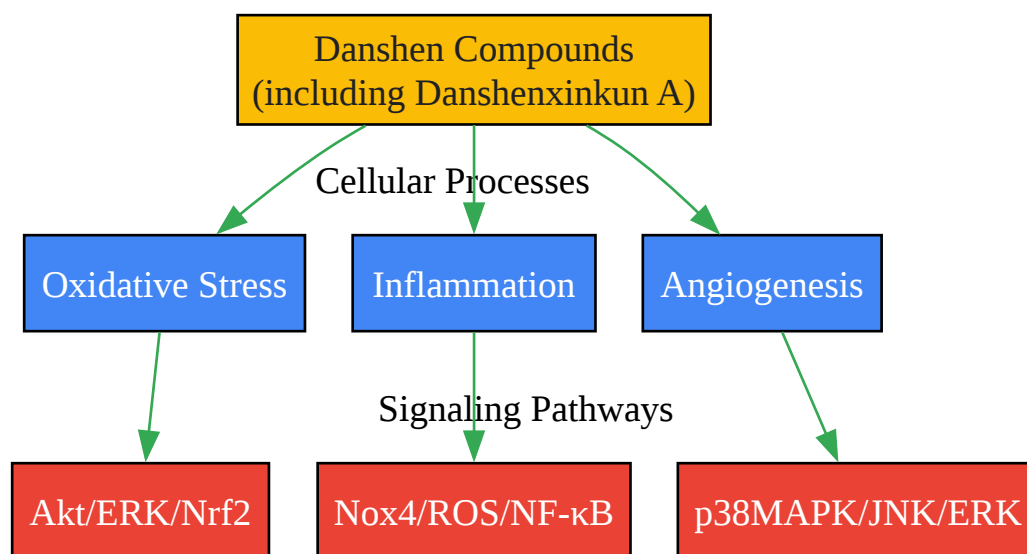 Danshen Compounds
(including Danshenxinkun A)
Cellular Processes
Oxidative Stress
Inflammation
Angiogenesis
Signaling Pathways
Akt/ERK/Nrf2
Nox4/ROS/NF-κB
p38MAPK/JNK/ERK